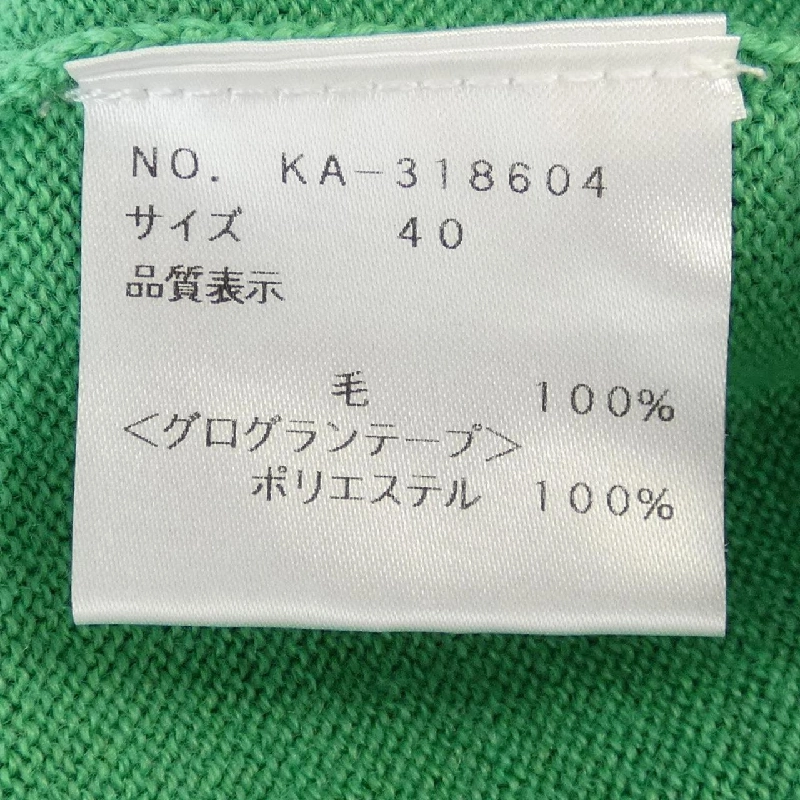 NO. KA-318604
サイズ 40
品質表示
毛 100%
<グログランテープ>
ポリエステル 100%